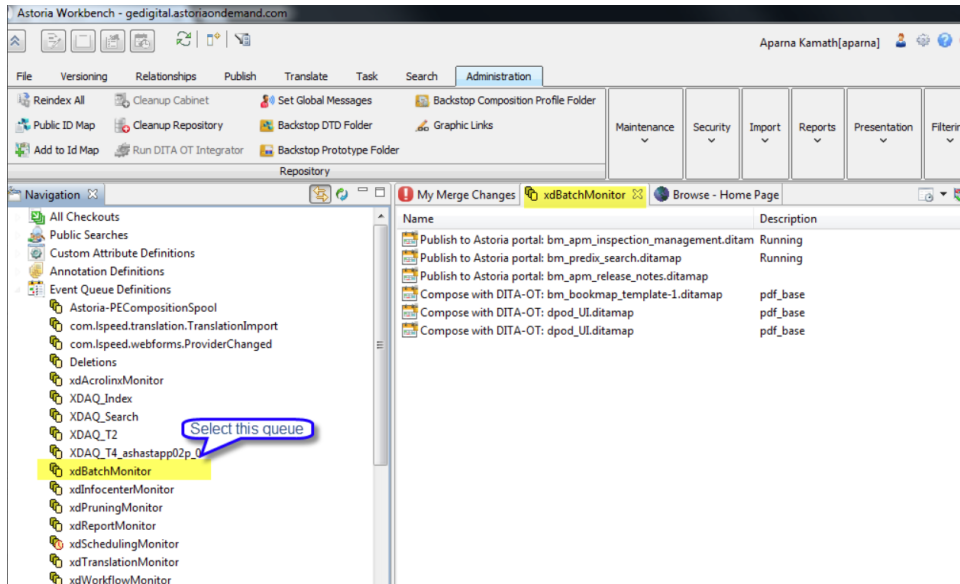 Astoria Workbench - gedigital.astoriaondemand.com
Aparna Kamath[aparna]
File Versioning Relationships Publish Translate Task Search Administration
Reindex All Cleanup Cabinet Set Global Messages Backstop Composition Profile Folder
Public ID Map Cleanup Repository Backstop DTD Folder Graphic Links
Maintenance Security Import Reports Presentation Filterin
Add to Id Map Run DITA OT Integrator Backstop Prototype Folder
Repository
Navigation My Merge Changes xdBatchMonitor Browse - Home Page
All Checkouts
Public Searches
Custom Attribute Definitions
Annotation Definitions
Event Queue Definitions
Astoria-PECompositionSpool
com.lspeed.translation.TranslationImport
com.lspeed.webforms.ProviderChanged
Deletions
xdAcrolinxMonitor
XDAQ_Index
XDAQ_Search
XDAQ_T2
Select this queue
XDAQ_T4_ashastapp02p_0
xdBatchMonitor
xdInfocenterMonitor
xdPruningMonitor
xdReportMonitor
xdSchedulingMonitor
xdTranslationMonitor
xdWorkflowMonitor
Name Description
Publish to Astoria portal: bm_apm_inspection_management.ditam Running
Publish to Astoria portal: bm_predix_search.ditamap Running
Publish to Astoria portal: bm_apm_release_notes.ditamap
Compose with DITA-OT: bm_bookmap_template-1.ditamap pdf_base
Compose with DITA-OT: dpod_UI.ditamap pdf_base
Compose with DITA-OT: dpod_UI.ditamap pdf_base